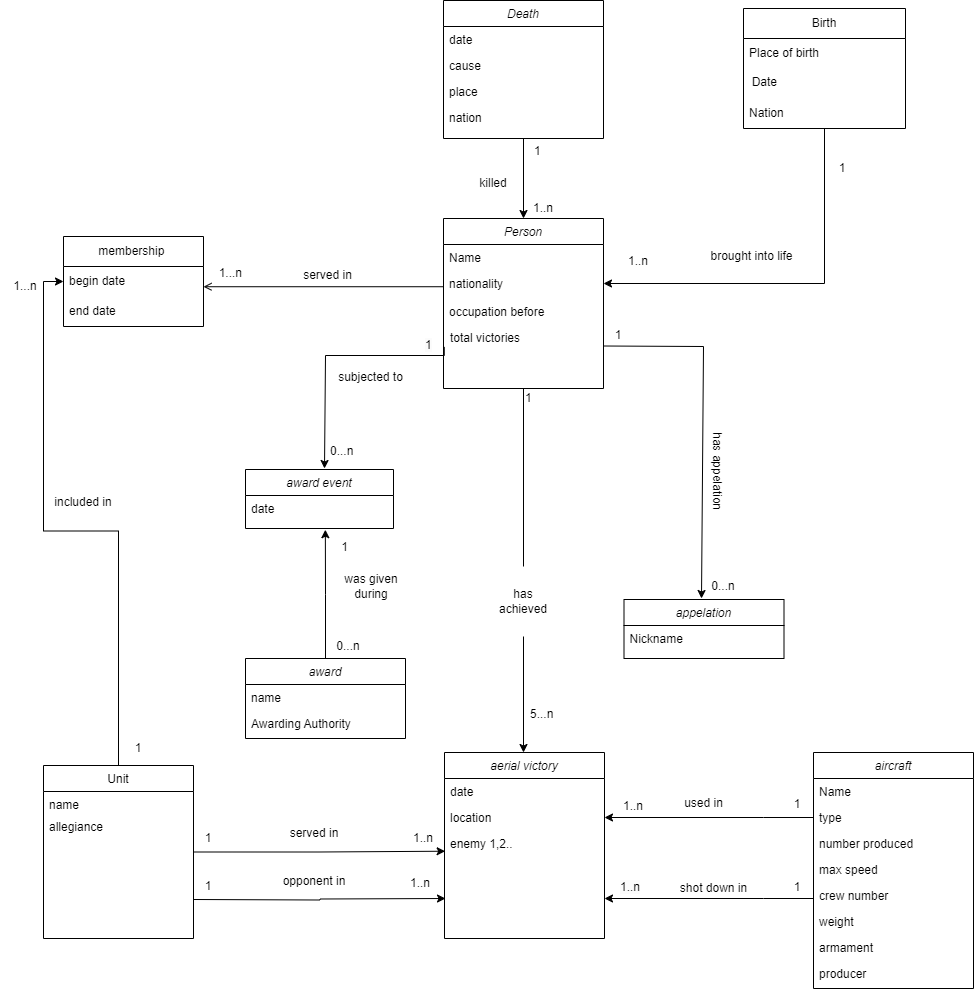 Death
date
cause
place
nation
Birth
Place of birth
Date
Nation
1
killed
1..n
1
brought into life
1..n
membership
begin date
end date
1...n
1...n
served in
Person
Name
nationality
occupation before
total victories
1
subjected to
0...n
1
has appelation
0...n
1
included in
award event
date
1
was given
during
0...n
has
achieved
5...n
appelation
Nickname
award
name
Awarding Authority
1
Unit
name
allegiance
1
served in
1..n
1
opponent in
1..n
aerial victory
date
location
enemy 1,2..
1..n
used in
1
1..n
shot down in
1
aircraft
Name
type
number produced
max speed
crew number
weight
armament
producer